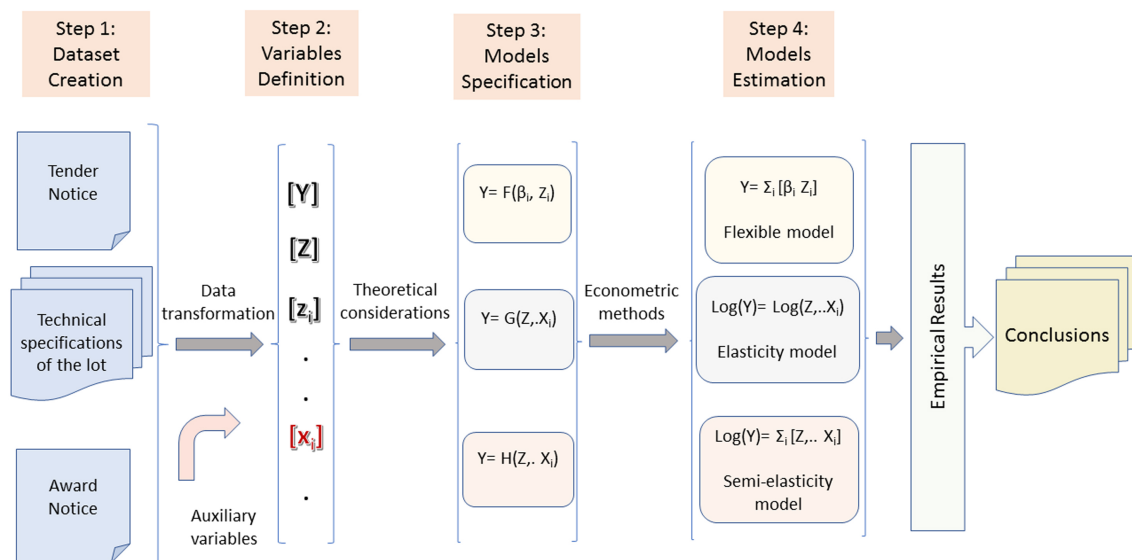 Step 1:
Dataset
Creation
Step 2:
Variables
Definition
Step 3:
Models
Specification
Step 4:
Models
Estimation
Tender
Notice
Technical
specifications
of the lot
Award
Notice
Data
transformation
Auxiliary
variables
[Y]
[Z]
[zᵢ]
.
.
[xᵢ]
.
Theoretical
considerations
Y= F(βᵢ, Zᵢ)
Y= G(Z,.Xᵢ)
Y= H(Z,. Xᵢ)
Econometric
methods
Y= Σᵢ [βᵢ Zᵢ]
Flexible model
Log(Y)= Log(Z,..Xᵢ)
Elasticity model
Log(Y)= Σᵢ [Z,.. Xᵢ]
Semi-elasticity
model
Empirical Results
Conclusions